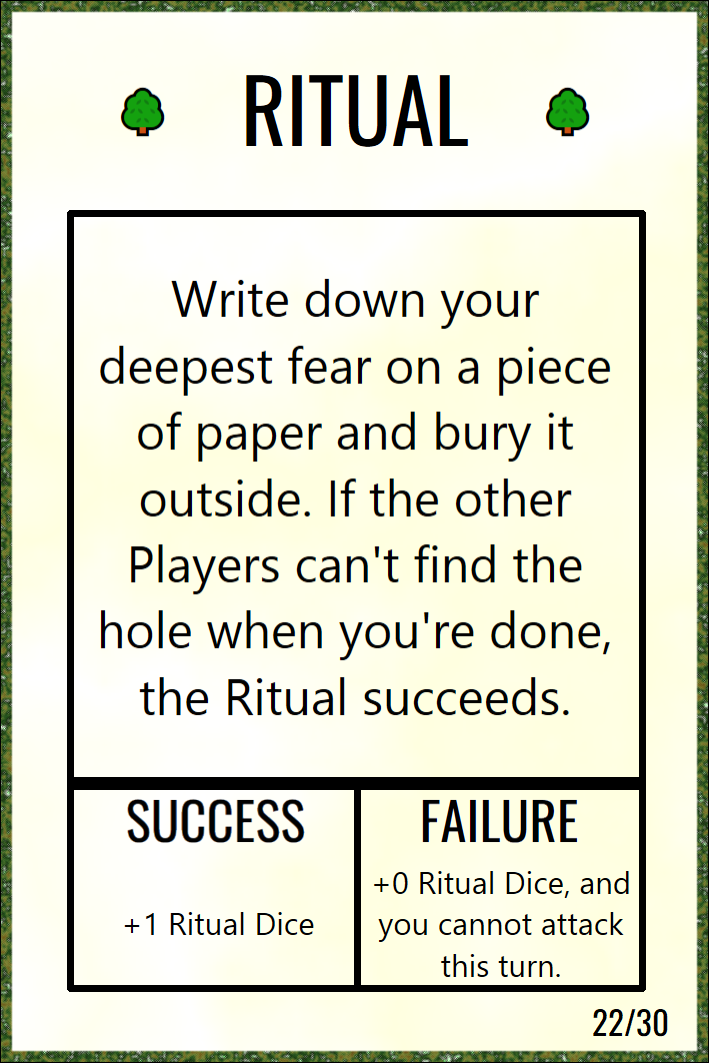 RITUAL
Write down your
deepest fear on a piece
of paper and bury it
outside. If the other
Players can't find the
hole when you're done,
the Ritual succeeds.
SUCCESS
+1 Ritual Dice
FAILURE
+0 Ritual Dice, and
you cannot attack
this turn.
22/30